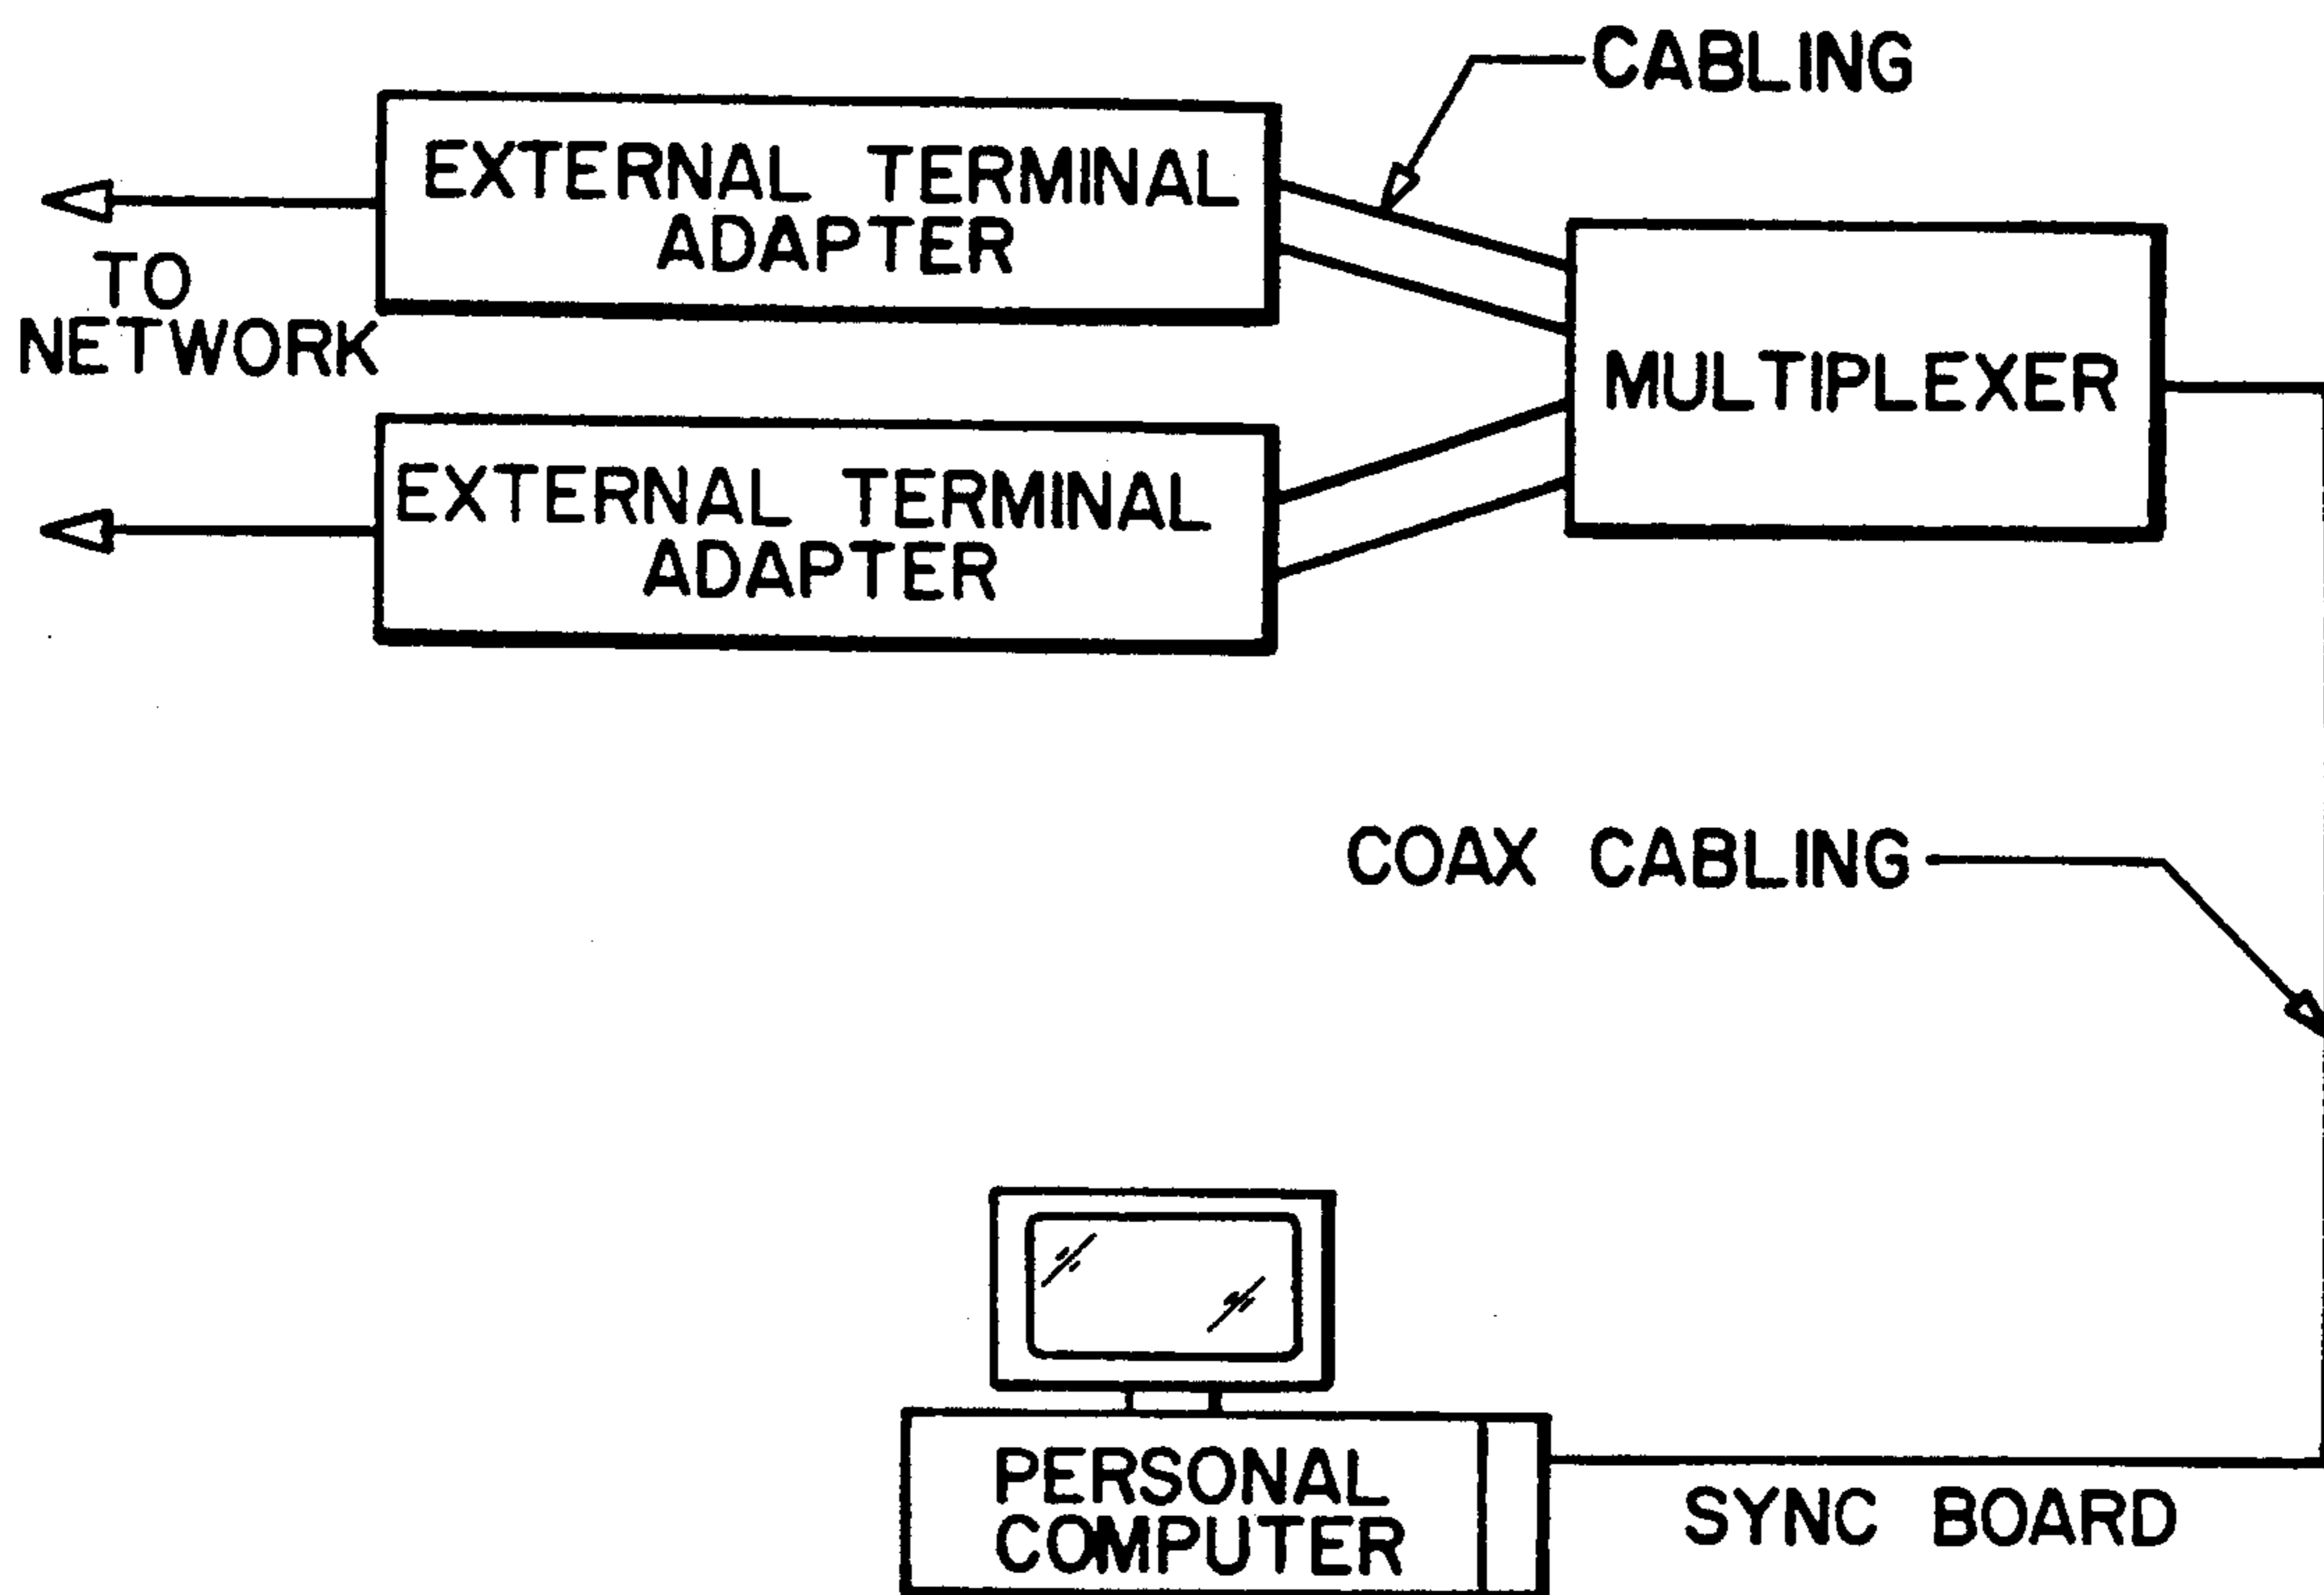 CABLING
EXTERNAL TERMINAL
ADAPTER
TO
NETWORK
MULTIPLEXER
EXTERNAL TERMINAL
ADAPTER
COAX CABLING
PERSONAL
COMPUTER
SYNC BOARD